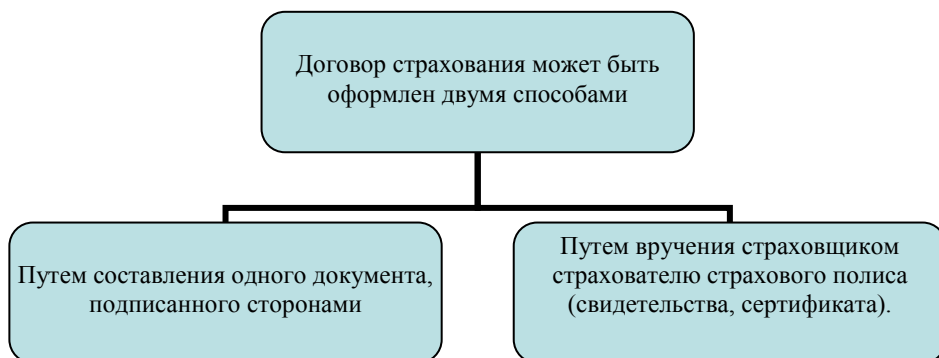 Договор страхования может быть
оформлен двумя способами
Путем составления одного документа,
подписанного сторонами
Путем вручения страховщиком
страхователю страхового полиса
(свидетельства, сертификата).